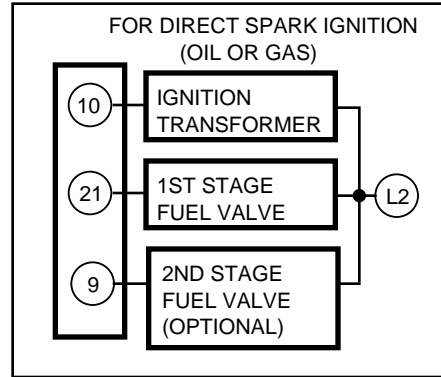 FOR DIRECT SPARK IGNITION
(OIL OR GAS)
10
IGNITION
TRANSFORMER
21
1ST STAGE
FUEL VALVE
L2
9
2ND STAGE
FUEL VALVE
(OPTIONAL)